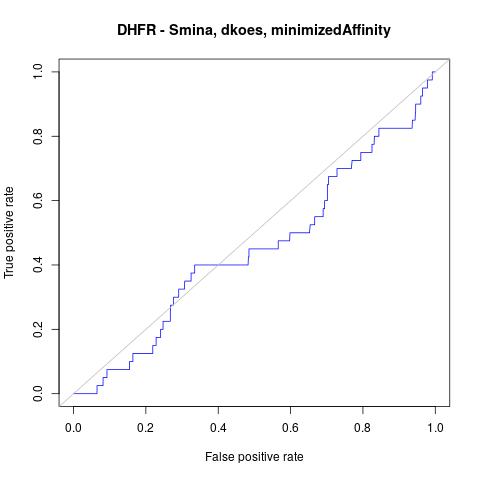 DHFR - Smina, dkoes, minimizedAffinity
True positive rate
1.0
0.8
0.6
0.4
0.2
0.0
0.0 0.2 0.4 0.6 0.8 1.0
False positive rate